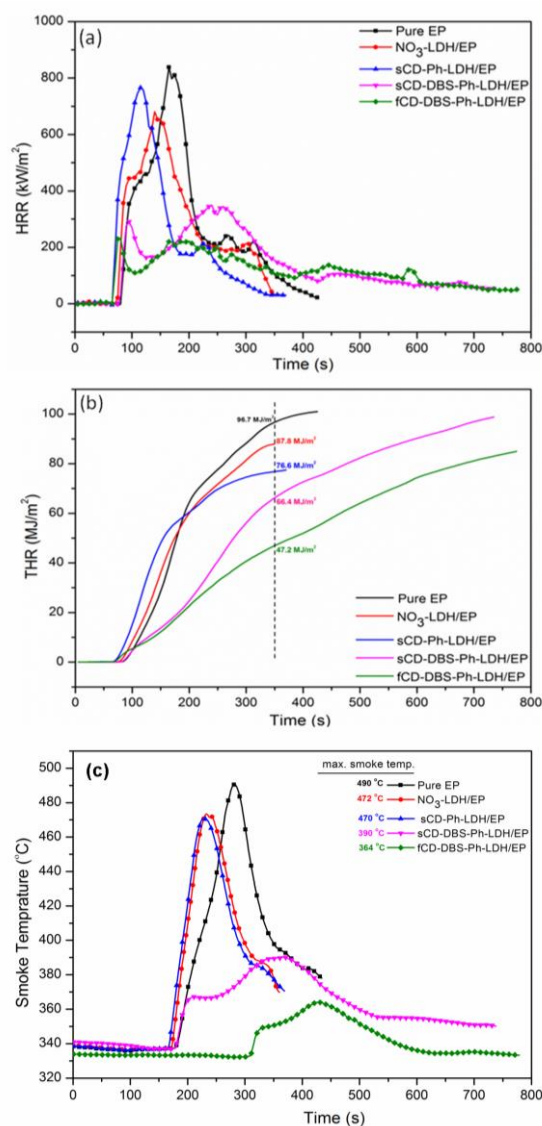 (a)
Pure EP
NO3-LDH/EP
sCD-Ph-LDH/EP
sCD-DBS-Ph-LDH/EP
fCD-DBS-Ph-LDH/EP
HRR (kW/m²)
1000
800
600
400
200
0
0 100 200 300 400 500 600 700 800
Time (s)
(b)
96.7 MJ/m²
87.8 MJ/m²
76.6 MJ/m²
66.4 MJ/m²
47.2 MJ/m²
THR (MJ/m²)
100
80
60
40
20
0
Pure EP
NO3-LDH/EP
sCD-Ph-LDH/EP
sCD-DBS-Ph-LDH/EP
fCD-DBS-Ph-LDH/EP
0 100 200 300 400 500 600 700 800
Time (s)
(c)
max. smoke temp.
490 °C Pure EP
472 °C NO3-LDH/EP
470 °C sCD-Ph-LDH/EP
390 °C sCD-DBS-Ph-LDH/EP
364 °C fCD-DBS-Ph-LDH/EP
Smoke Temprature (°C)
500
480
460
440
420
400
380
360
340
320
0 100 200 300 400 500 600 700 800
Time (s)